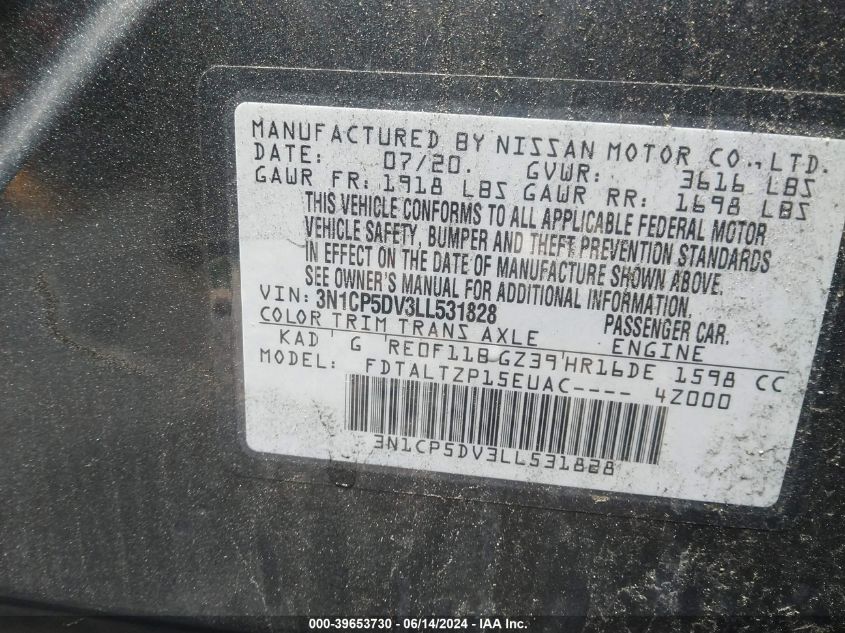 MANUFACTURED BY NISSAN MOTOR CO., LTD.
DATE: 07/20. GVWR: 3616 LBS
GAWR FR: 1918 LBS GAWR RR: 1698 LBS
THIS VEHICLE CONFORMS TO ALL APPLICABLE FEDERAL MOTOR
VEHICLE SAFETY, BUMPER AND THEFT PREVENTION STANDARDS
IN EFFECT ON THE DATE OF MANUFACTURE SHOWN ABOVE.
SEE OWNER'S MANUAL FOR ADDITIONAL INFORMATION.
VIN: 3N1CP5DV3LL531828 PASSENGER CAR.
COLOR TRIM TRANS AXLE ENGINE
KAD G RE0F11B GZ39 HR16DE 1598 CC
MODEL: FDTALTZP15EUAC---- 4Z000
3N1CP5DV3LL531828
000-39653730 - 06/14/2024 - IAA Inc.